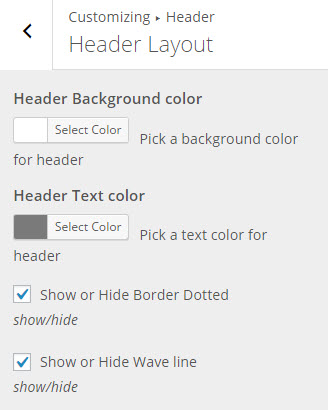 Customizing ▸ Header
Header Layout
Header Background color
Select Color Pick a background color
for header
Header Text color
Select Color Pick a text color for
header
Show or Hide Border Dotted
show/hide
Show or Hide Wave line
show/hide